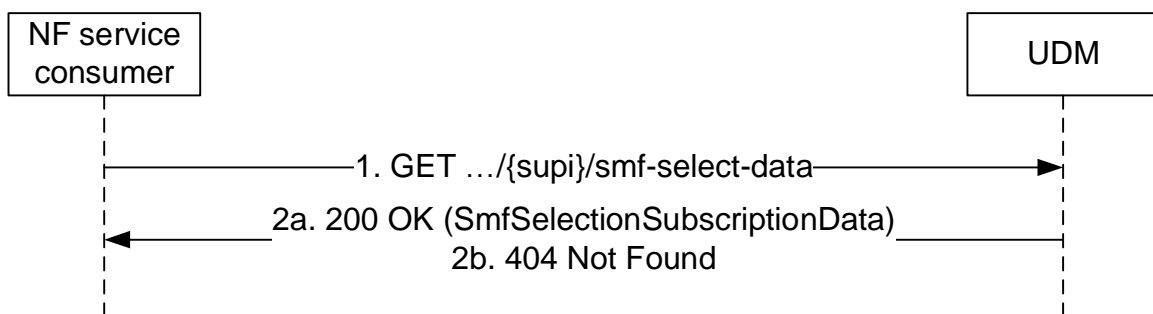 NF service
consumer
UDM
1. GET …/{supi}/smf-select-data
2a. 200 OK (SmfSelectionSubscriptionData)
2b. 404 Not Found